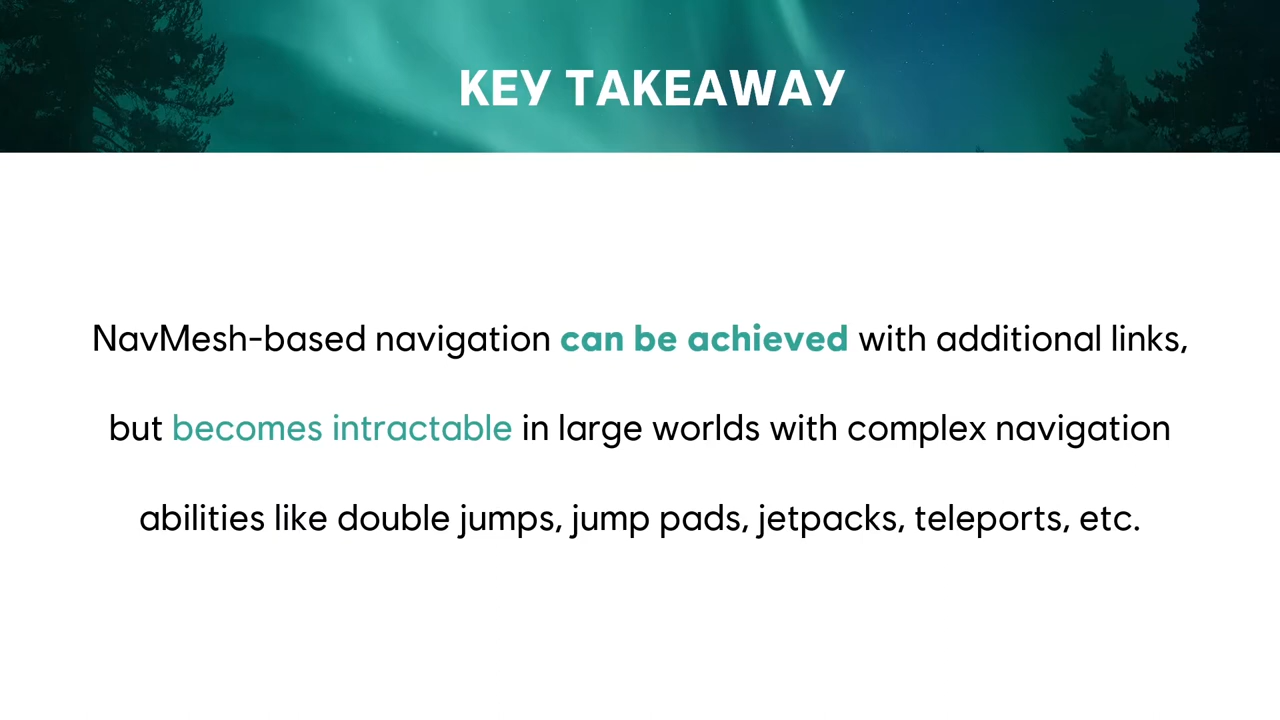 KEY TAKEAWAY
NavMesh-based navigation can be achieved with additional links,
but becomes intractable in large worlds with complex navigation
abilities like double jumps, jump pads, jetpacks, teleports, etc.